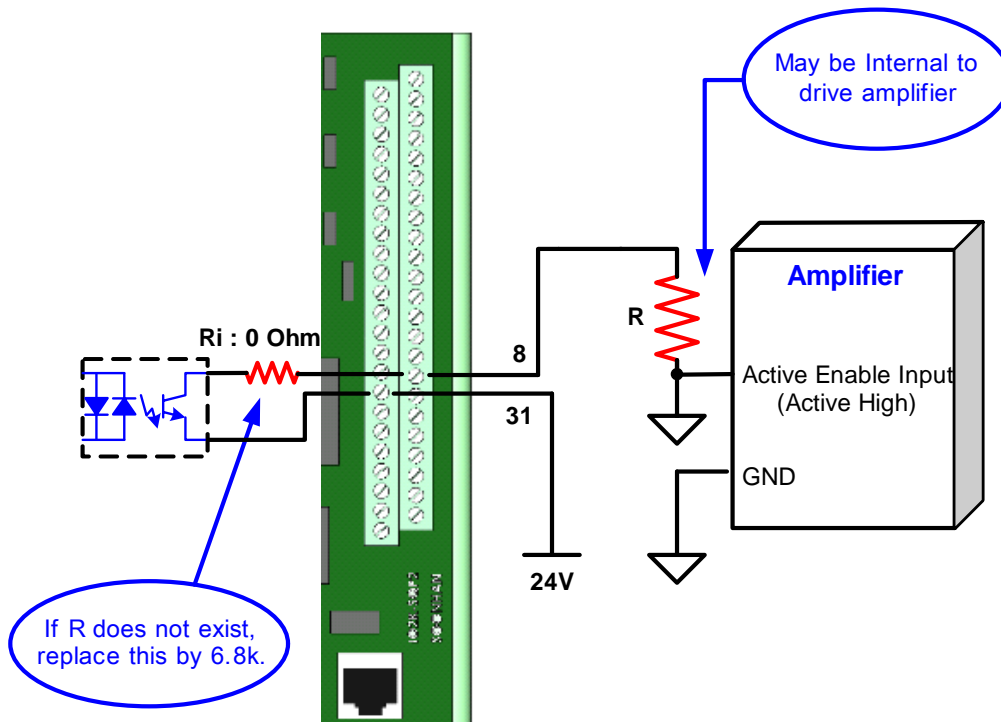 May be Internal to
drive amplifier
Amplifier
R
Ri : 0 Ohm
8
Active Enable Input
(Active High)
31
GND
24V
If R does not exist,
replace this by 6.8k.